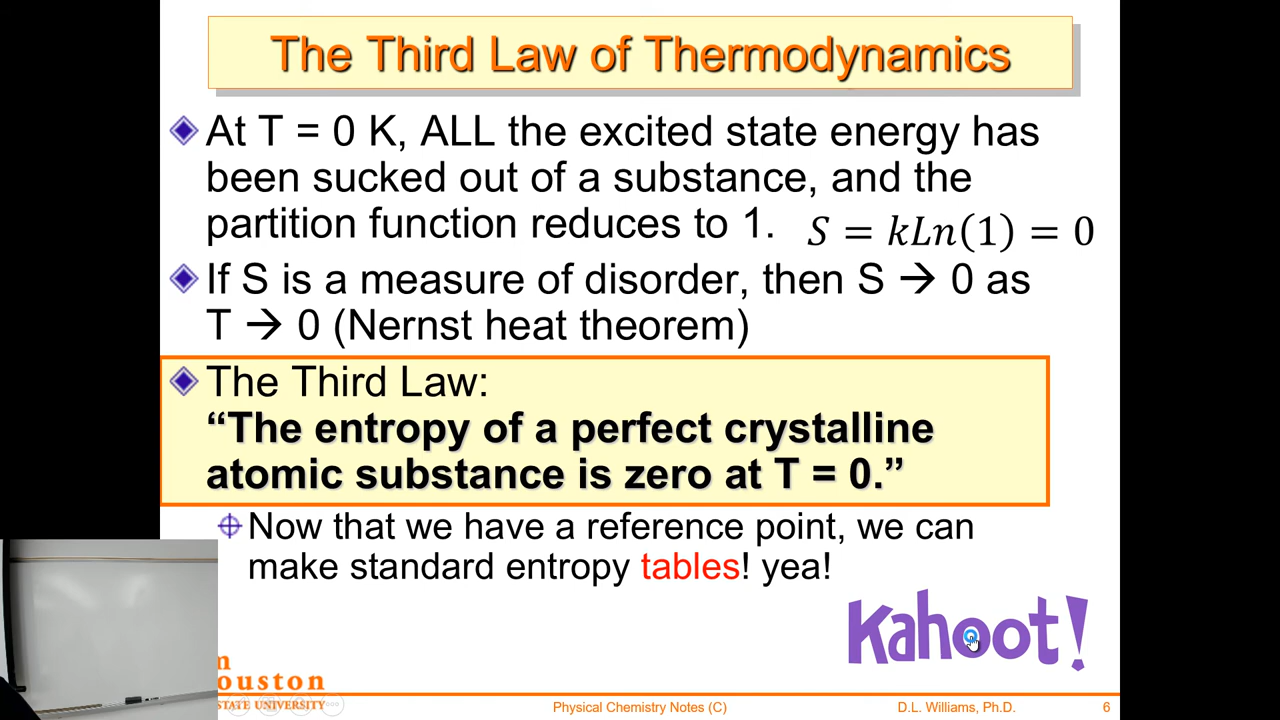 The Third Law of Thermodynamics
At T = 0 K, ALL the excited state energy has
been sucked out of a substance, and the
partition function reduces to 1. S = kLn(1) = 0
If S is a measure of disorder, then S → 0 as
T → 0 (Nernst heat theorem)
The Third Law:
“The entropy of a perfect crystalline
atomic substance is zero at T = 0.”
Now that we have a reference point, we can
make standard entropy tables! yea!
Kahoot!
n
ouston
STATE UNIVERSITY
Physical Chemistry Notes (C)
D.L. Williams, Ph.D.
6